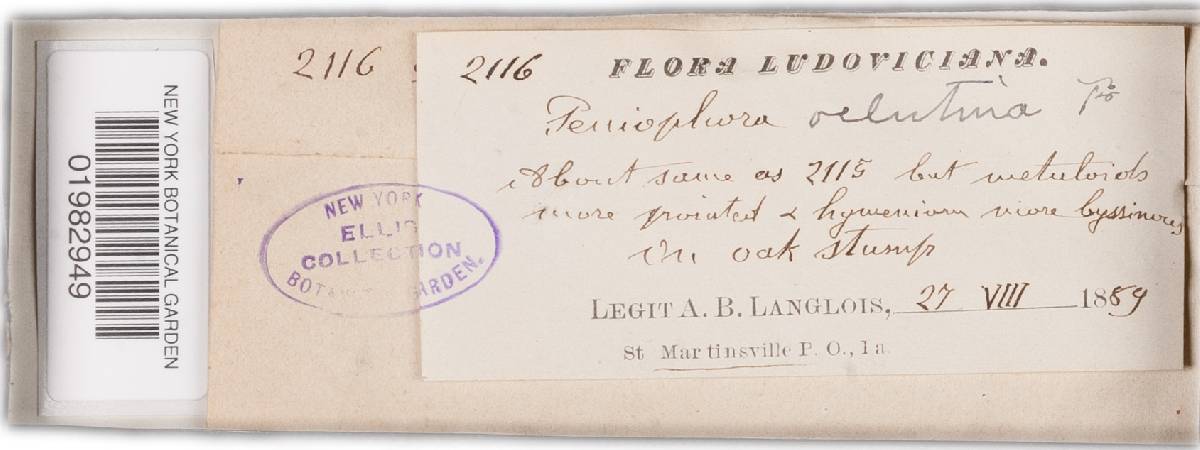 NEW YORK BOTANICAL GARDEN
01982949
2116
NEW YORK
ELLIS
COLLECTION
BOTANICAL GARDEN.
2116 FLORA LUDOVICIANA.
Peniophora velutina
About same as 2115 but metuloids
more pointed & hymenium more byssinous
On oak stump
LEGIT A. B. LANGLOIS, 27 VIII 1889
St Martinsville P. O., La.